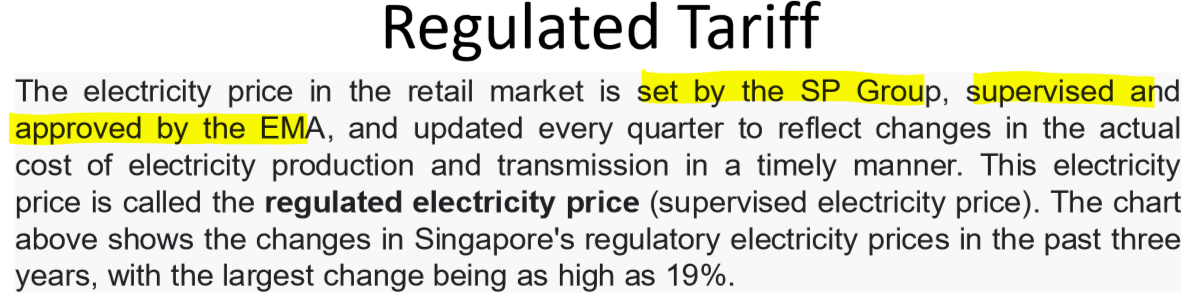 Regulated Tariff
The electricity price in the retail market is set by the SP Group, supervised and
approved by the EMA, and updated every quarter to reflect changes in the actual
cost of electricity production and transmission in a timely manner. This electricity
price is called the regulated electricity price (supervised electricity price). The chart
above shows the changes in Singapore's regulatory electricity prices in the past three
years, with the largest change being as high as 19%.